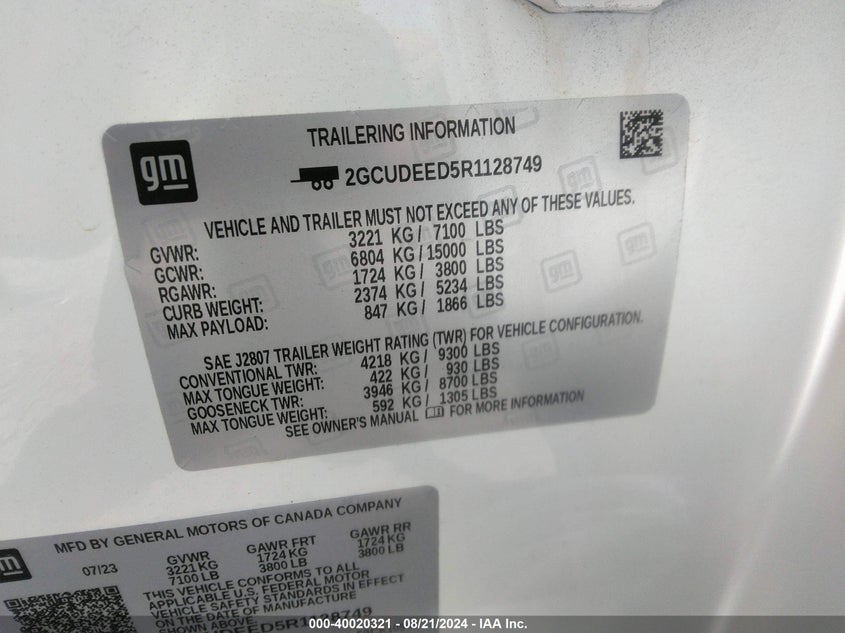 TRAILERING INFORMATION
gm
2GCUDEED5R1128749
VEHICLE AND TRAILER MUST NOT EXCEED ANY OF THESE VALUES.
GVWR: 3221 KG / 7100 LBS
GCWR: 6804 KG / 15000 LBS
RGAWR: 1724 KG / 3800 LBS
CURB WEIGHT: 2374 KG / 5234 LBS
MAX PAYLOAD: 847 KG / 1866 LBS
SAE J2807 TRAILER WEIGHT RATING (TWR) FOR VEHICLE CONFIGURATION.
CONVENTIONAL TWR: 4218 KG / 9300 LBS
MAX TONGUE WEIGHT: 422 KG / 930 LBS
GOOSENECK TWR: 3946 KG / 8700 LBS
MAX TONGUE WEIGHT: 592 KG / 1305 LBS
SEE OWNER'S MANUAL FOR MORE INFORMATION
MFD BY GENERAL MOTORS OF CANADA COMPANY
07/23 GVWR GAWR FRT GAWR RR
3221 KG 1724 KG 1724 KG
7100 LB 3800 LB 3800 LB
THIS VEHICLE CONFORMS TO ALL
APPLICABLE U.S. FEDERAL MOTOR
VEHICLE SAFETY STANDARDS IN EFFECT
ON THE DATE OF MANUFACTURE
000-40020321 - 08/21/2024 - IAA Inc.